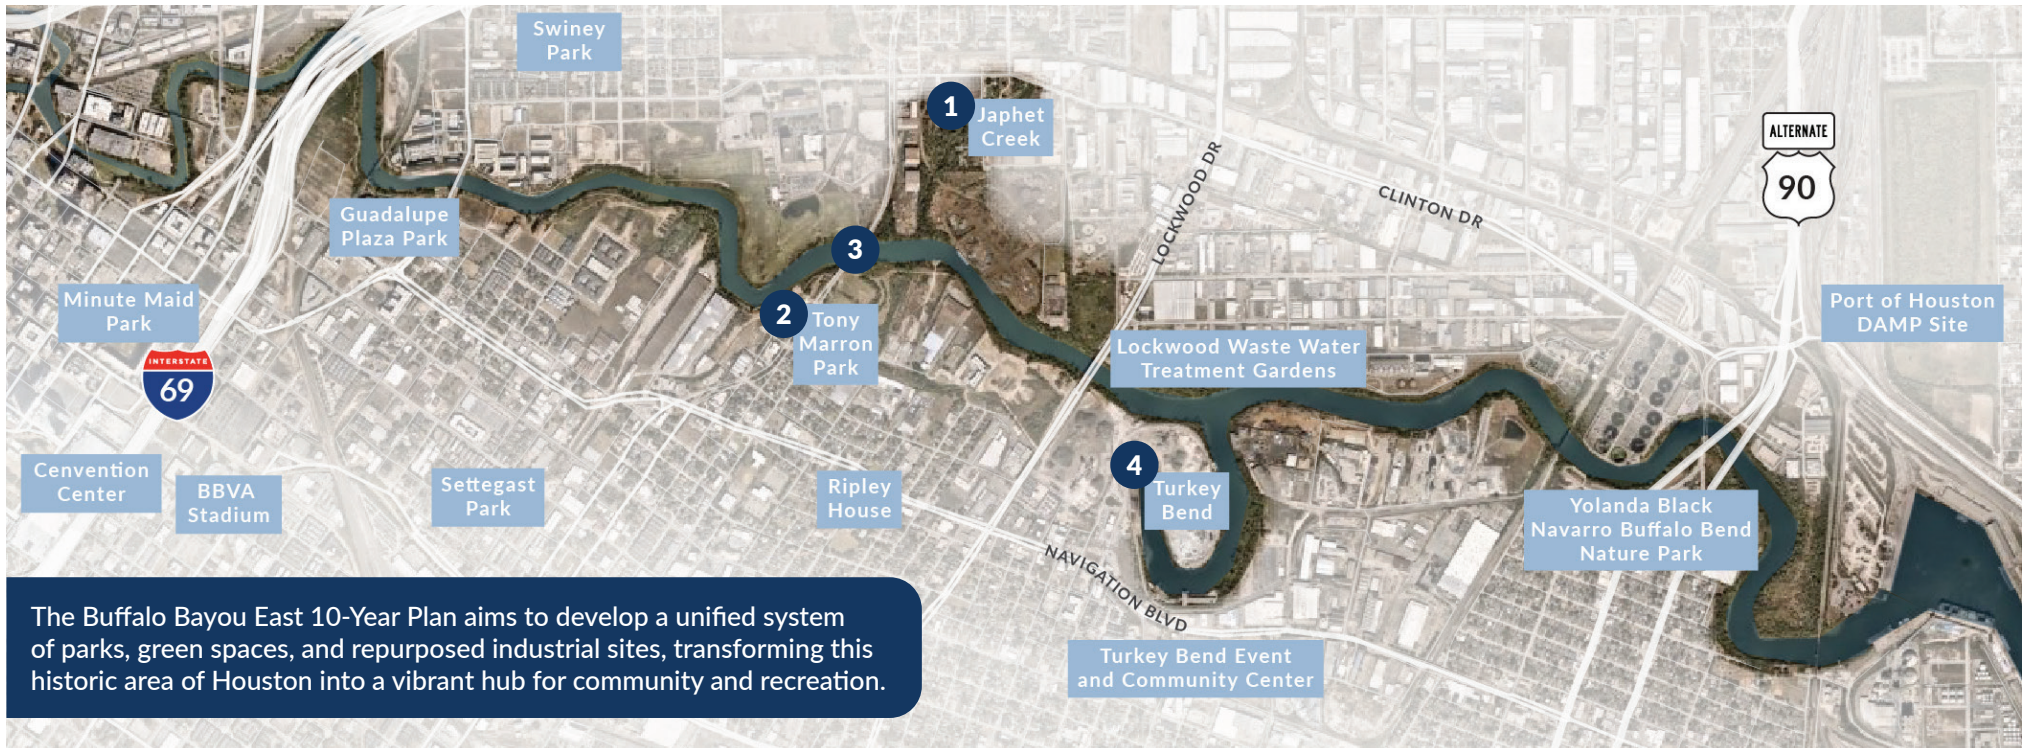 Swiney
Park
1
Japhet
Creek
ALTERNATE
90
LOCKWOOD DR
CLINTON DR
Guadalupe
Plaza Park
3
Minute Maid
Park
2
Tony
Marron
Park
Port of Houston
DAMP Site
INTERSTATE
69
Lockwood Waste Water
Treatment Gardens
4
Turkey
Bend
Cenvention
Center
BBVA
Stadium
Settegast
Park
Ripley
House
Yolanda Black
Navarro Buffalo Bend
Nature Park
NAVIGATION BLVD
The Buffalo Bayou East 10-Year Plan aims to develop a unified system
of parks, green spaces, and repurposed industrial sites, transforming this
historic area of Houston into a vibrant hub for community and recreation.
Turkey Bend Event
and Community Center